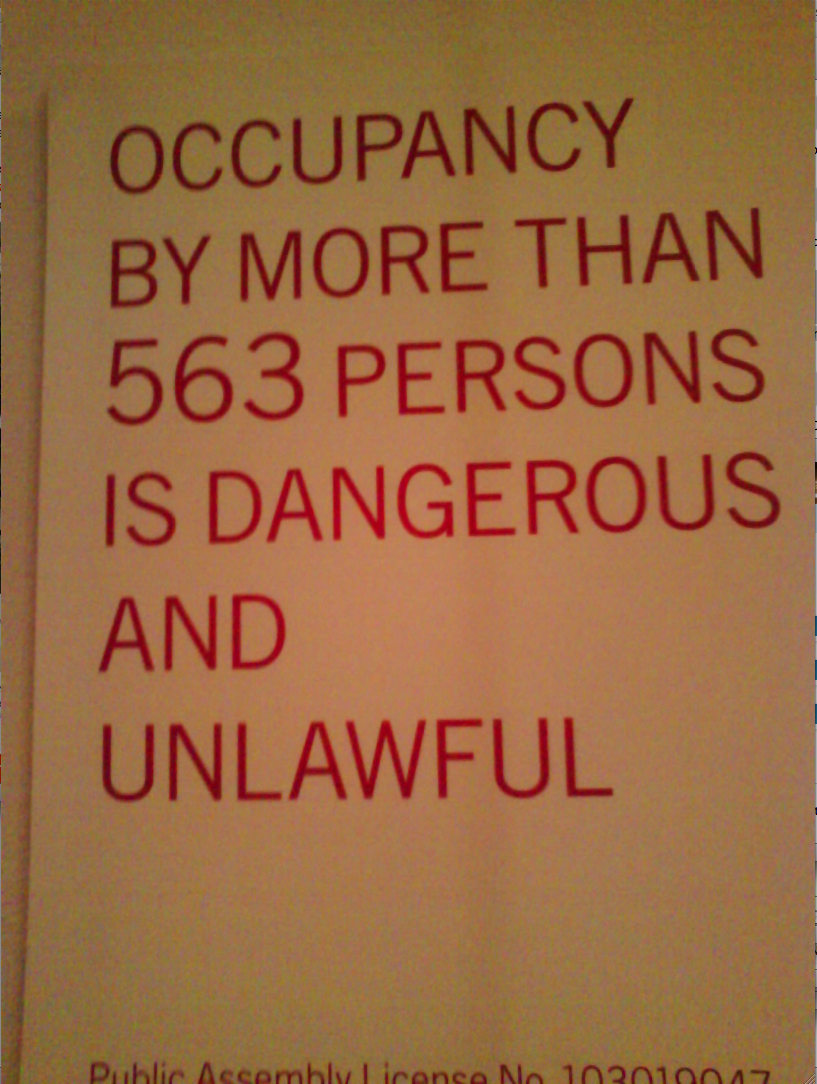 OCCUPANCY
BY MORE THAN
563 PERSONS
IS DANGEROUS
AND
UNLAWFUL
Public Assembly License No. 103019047